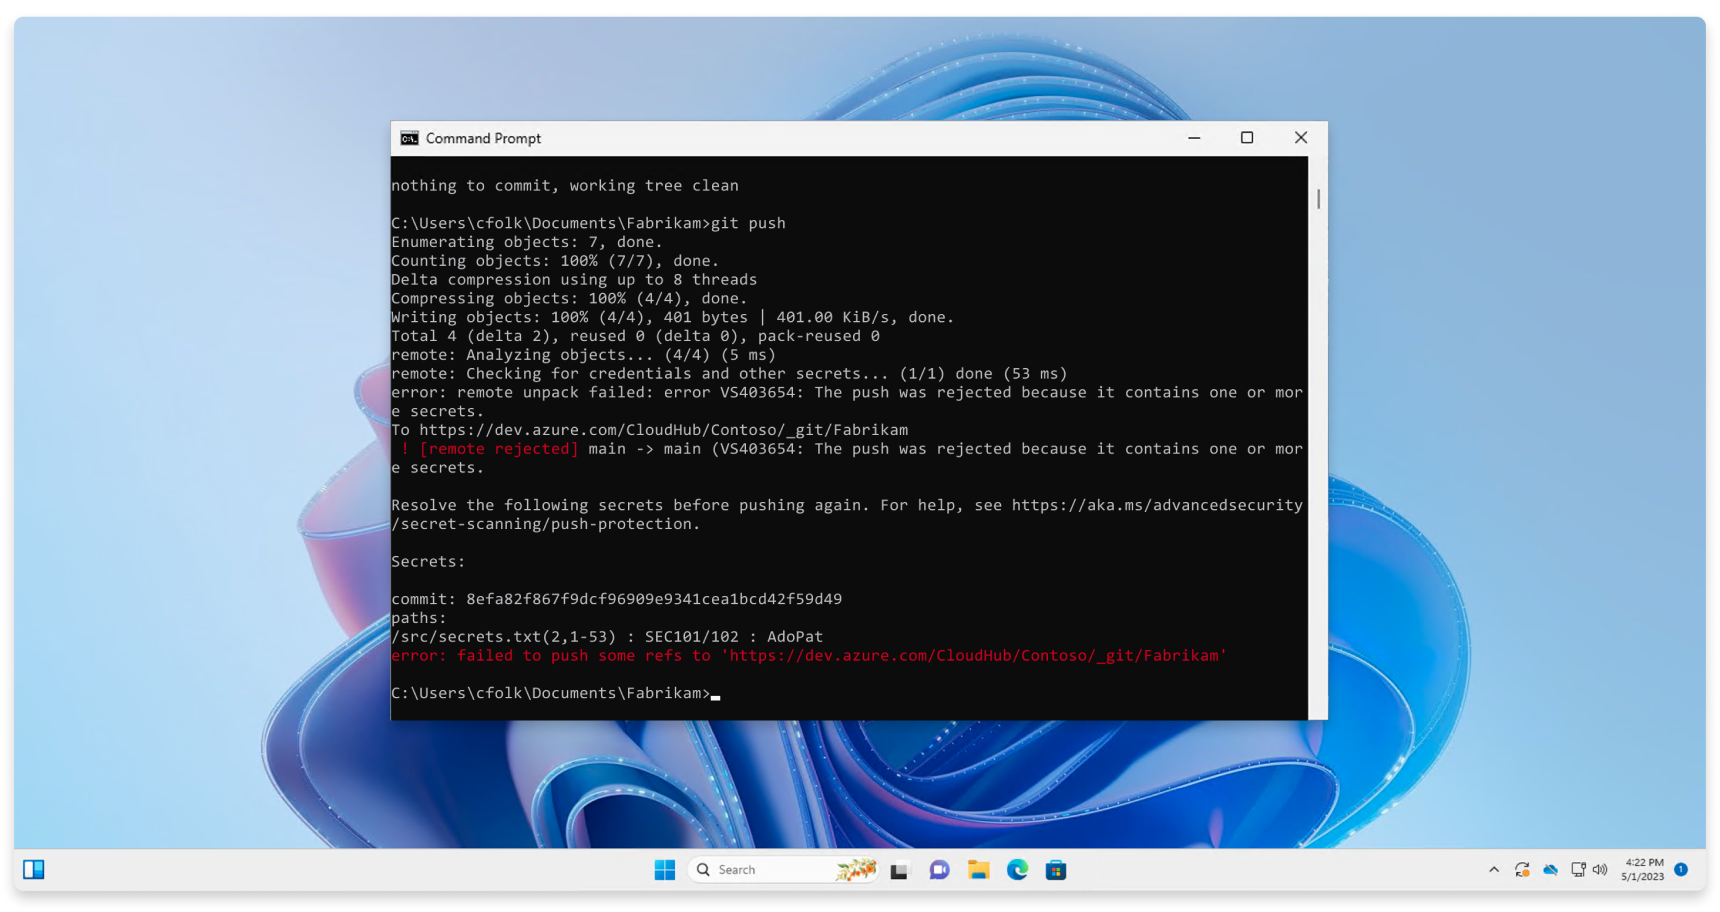 Command Prompt
nothing to commit, working tree clean
C:\Users\cfolk\Documents\Fabrikam>git push
Enumerating objects: 7, done.
Counting objects: 100% (7/7), done.
Delta compression using up to 8 threads
Compressing objects: 100% (4/4), done.
Writing objects: 100% (4/4), 401 bytes | 401.00 KiB/s, done.
Total 4 (delta 2), reused 0 (delta 0), pack-reused 0
remote: Analyzing objects... (4/4) (5 ms)
remote: Checking for credentials and other secrets... (1/1) done (53 ms)
error: remote unpack failed: error VS403654: The push was rejected because it contains one or mor
e secrets.
To https://dev.azure.com/CloudHub/Contoso/_git/Fabrikam
! [remote rejected] main -> main (VS403654: The push was rejected because it contains one or mor
e secrets.
Resolve the following secrets before pushing again. For help, see https://aka.ms/advancedsecurity
/secret-scanning/push-protection.
Secrets:
commit: 8efa82f867f9dcf96909e9341cea1bcd42f59d49
paths:
/src/secrets.txt(2,1-53) : SEC101/102 : AdoPat
error: failed to push some refs to 'https://dev.azure.com/CloudHub/Contoso/_git/Fabrikam'
C:\Users\cfolk\Documents\Fabrikam>
Search
4:22 PM
5/1/2023
1